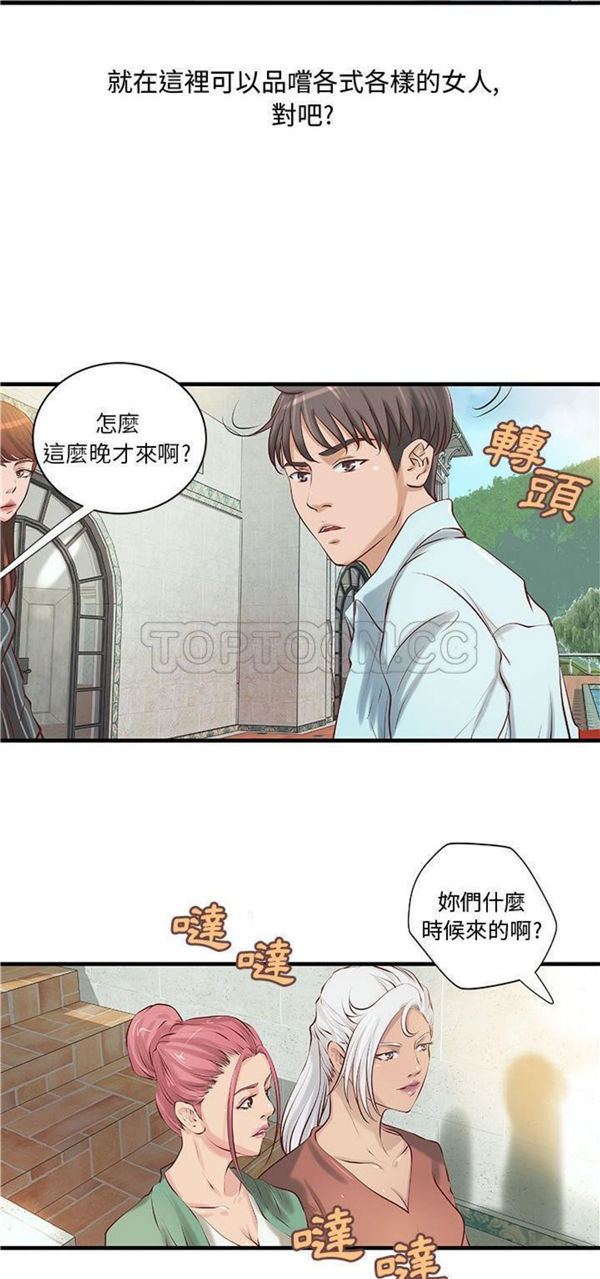 就在這裡可以品嚐各式各樣的女人,
對吧?
怎麼
這麼晚才來啊?
轉
頭
TOPTOON.CC
妳們什麼
時候來的啊?
噠
噠
噠
噠